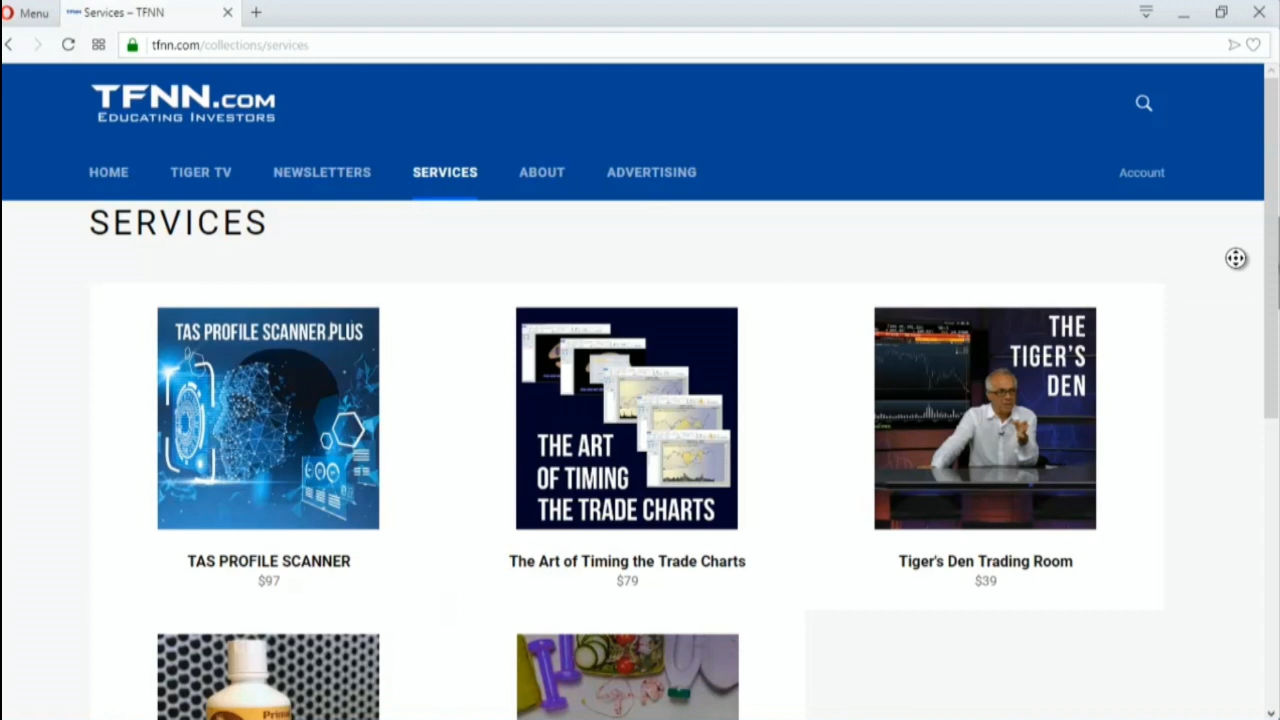 Menu
Services – TFNN
tfnn.com/collections/services
TFNN.COM
EDUCATING INVESTORS
HOME TIGER TV NEWSLETTERS SERVICES ABOUT ADVERTISING Account
SERVICES
TAS PROFILE SCANNER PLUS
THE ART
OF TIMING
THE TRADE CHARTS
THE
TIGER'S
DEN
TAS PROFILE SCANNER
$97
The Art of Timing the Trade Charts
$79
Tiger's Den Trading Room
$39